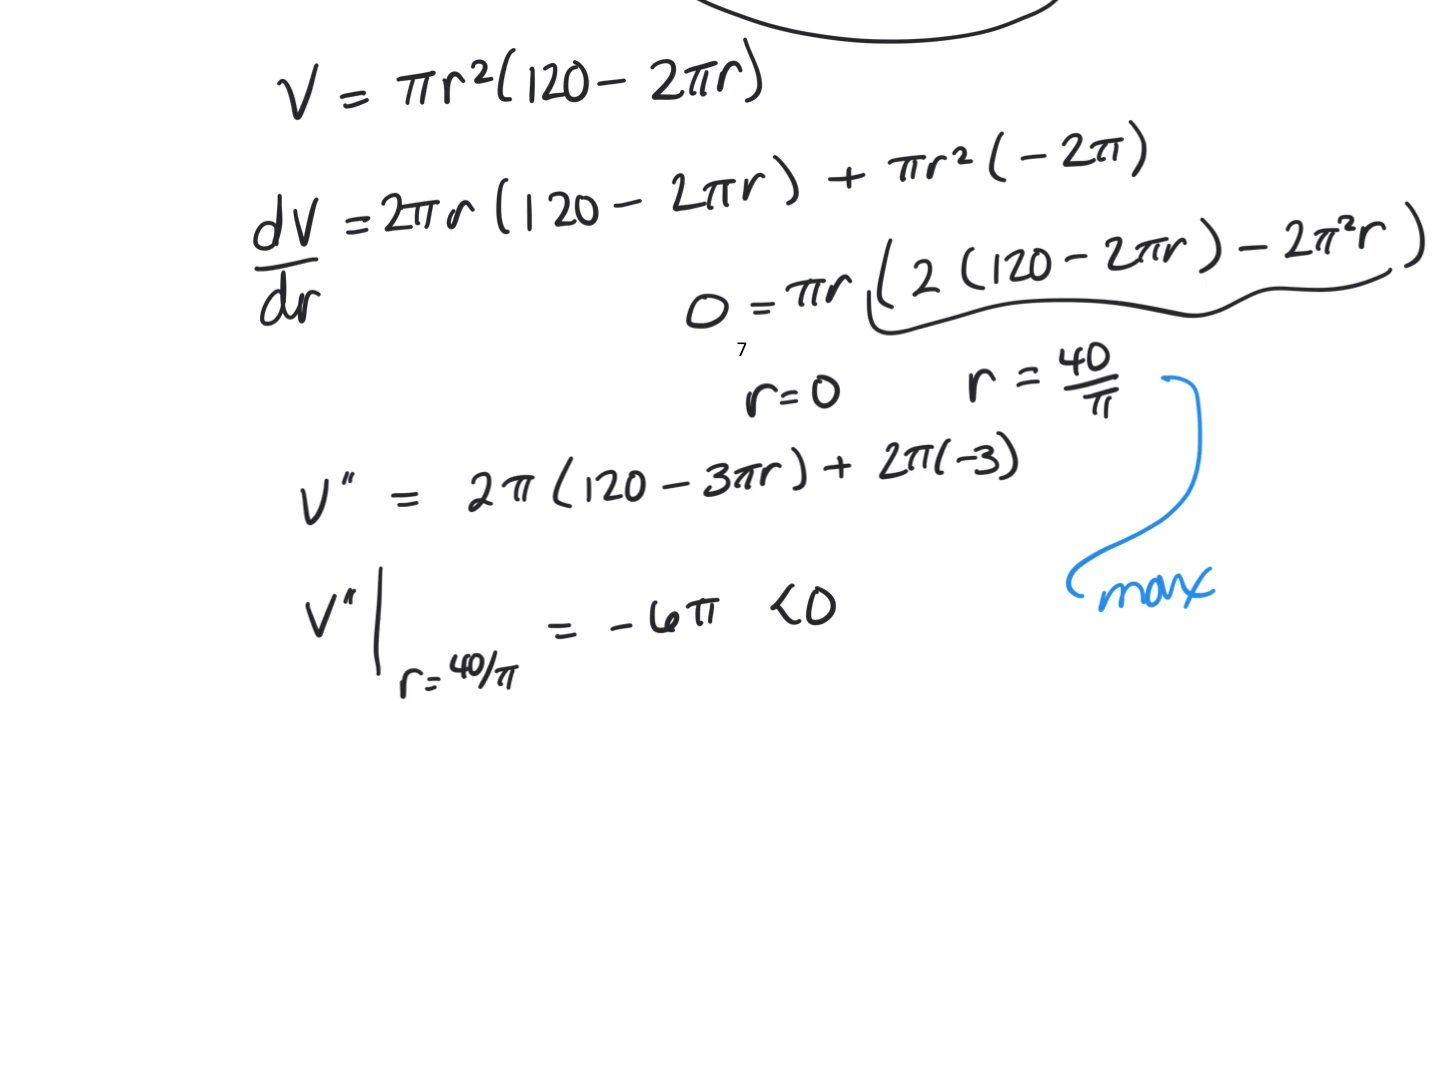 V = πr²(120 - 2πr)
dV/dr = 2πr(120 - 2πr) + πr²(-2π)
0 = πr(2(120 - 2πr) - 2π²r)
7
r=0 r = 40/π
V" = 2π(120 - 3πr) + 2π(-3)
max
V"|r=40/π = -6π <0